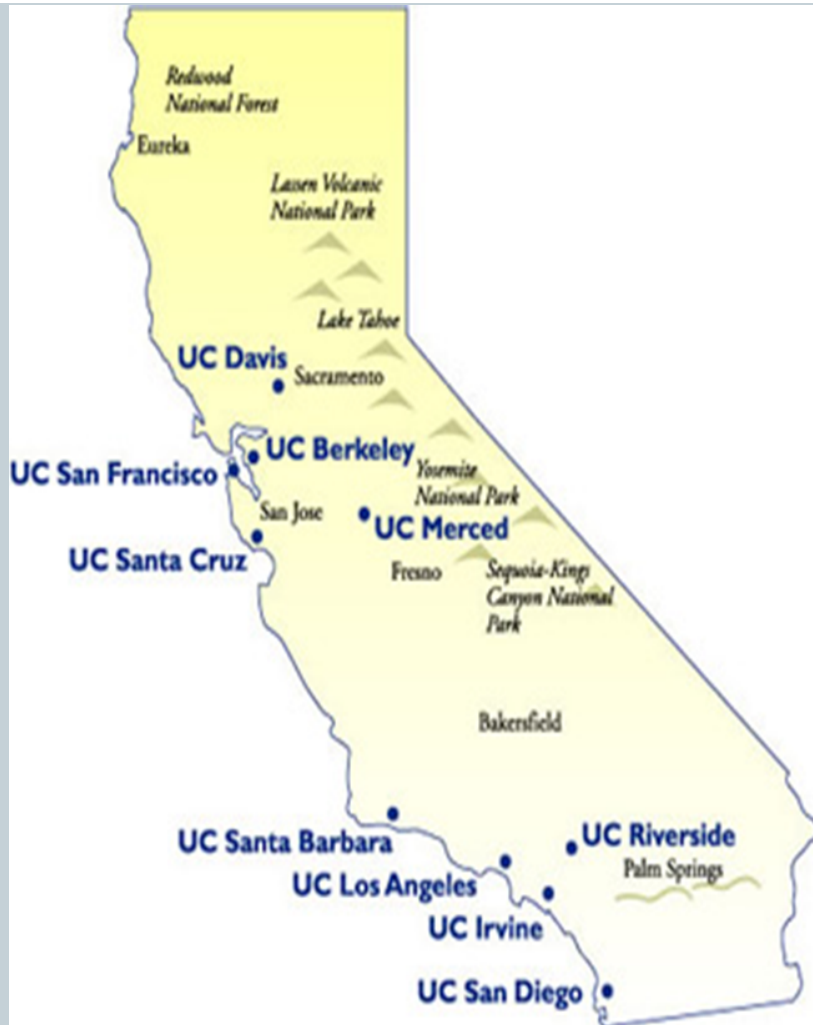 Redwood
National Forest
Eureka
Lassen Volcanic
National Park
Lake Tahoe
UC Davis
Sacramento
UC Berkeley
UC San Francisco
Yosemite
National Park
San Jose
UC Merced
UC Santa Cruz
Fresno
Sequoia-Kings
Canyon National
Park
Bakersfield
UC Santa Barbara
UC Riverside
Palm Springs
UC Los Angeles
UC Irvine
UC San Diego